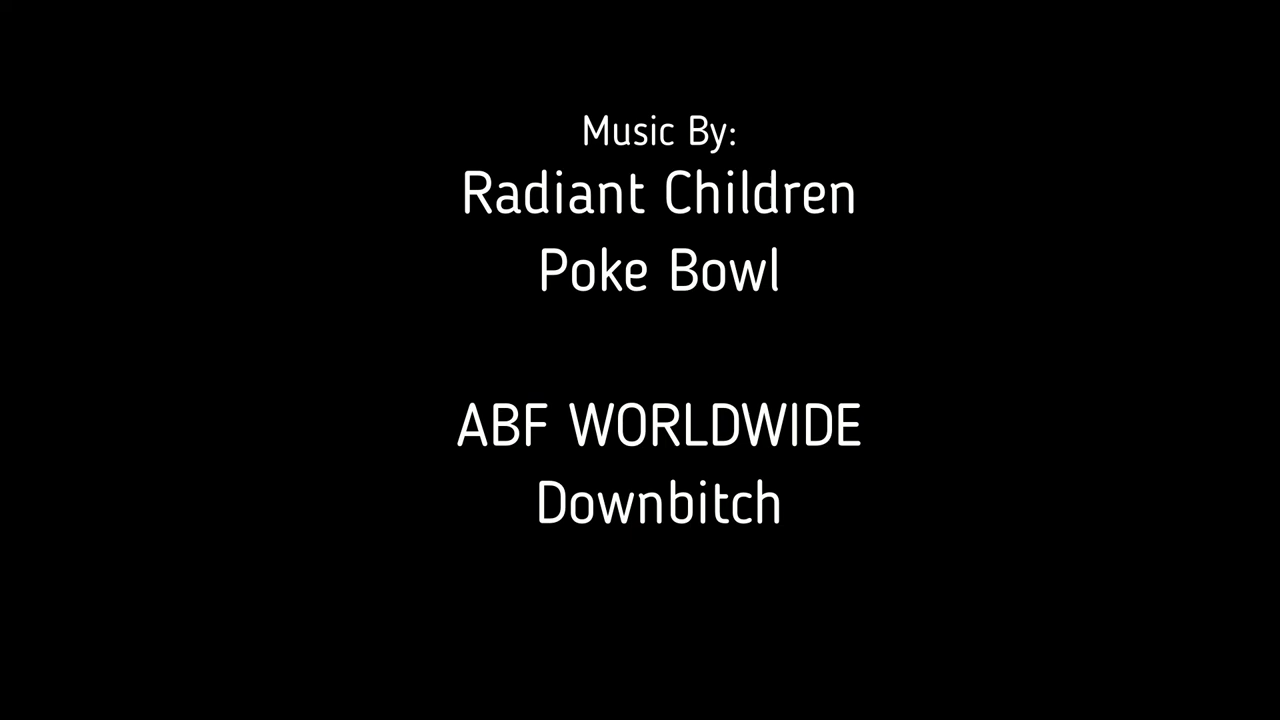 Music By:
Radiant Children
Poke Bowl
ABF WORLDWIDE
Downbitch